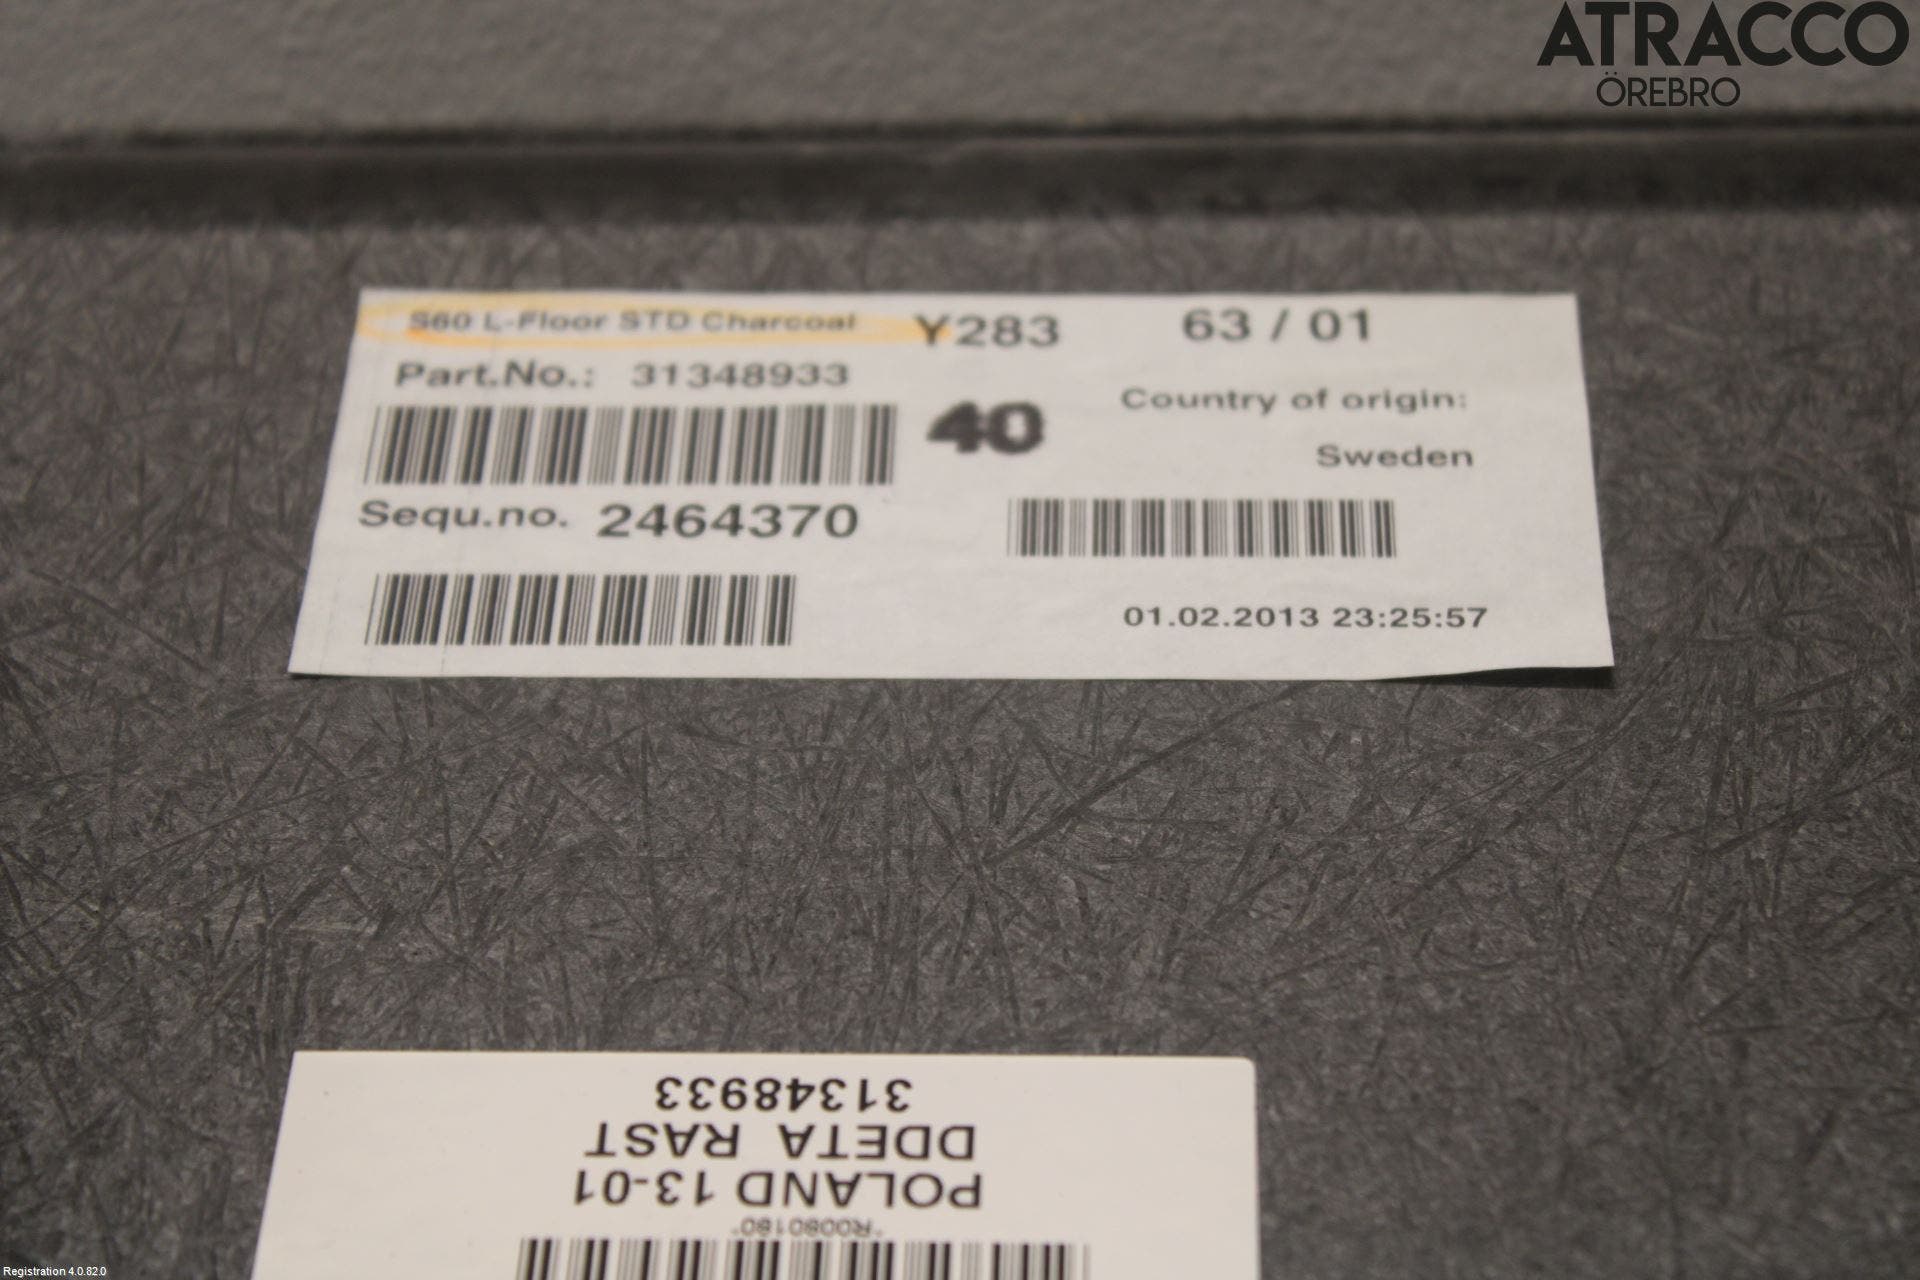 ATRACCO
ÖREBRO
S60 L-Floor STD Charcoal Y283 63 / 01
Part.No.: 31348933
40
Country of origin:
Sweden
Sequ.no. 2464370
01.02.2013 23:25:57
31348933
DDETA RAST
POLAND 13-01
*R0080180*
Registration 4.0.82.0